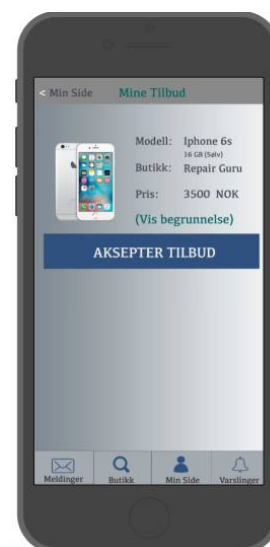 < Min Side Mine Tilbud
Modell: Iphone 6s
16 GB (Sølv)
Butikk: Repair Guru
Pris: 3500 NOK
(Vis begrunnelse)
AKSEPTER TILBUD
Meldinger Butikk Min Side Varslinger